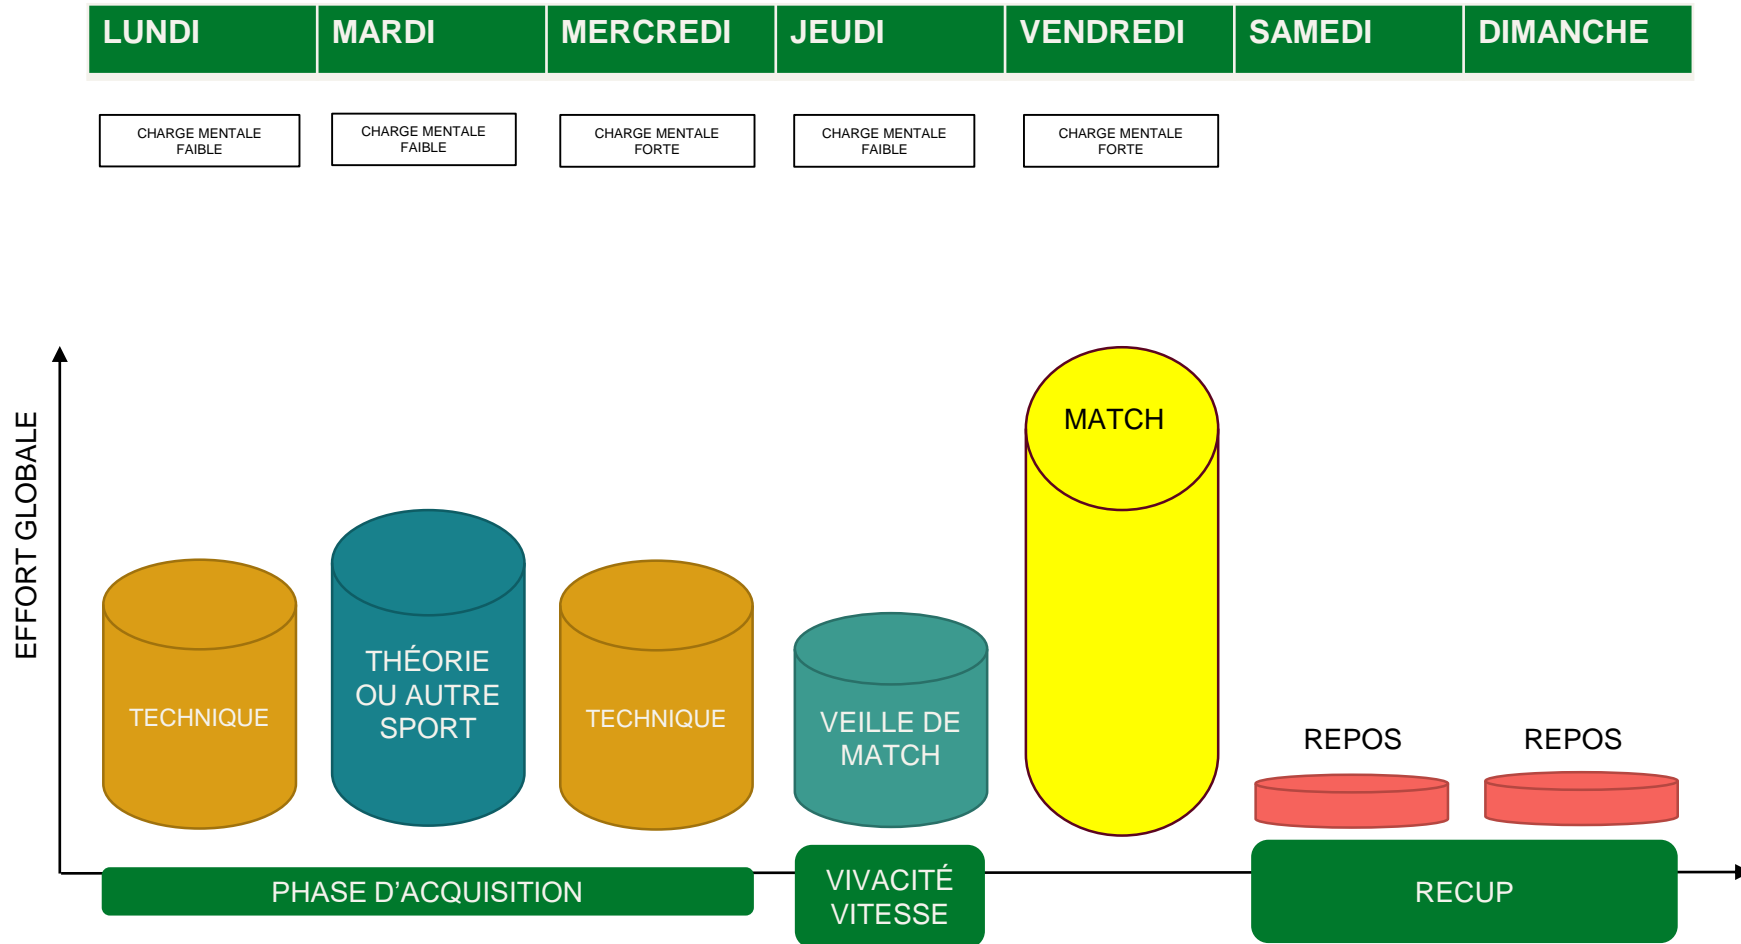 LUNDI
MARDI
MERCREDI
JEUDI
VENDREDI
SAMEDI
DIMANCHE
CHARGE MENTALE
FAIBLE
CHARGE MENTALE
FAIBLE
CHARGE MENTALE
FORTE
CHARGE MENTALE
FAIBLE
CHARGE MENTALE
FORTE
EFFORT GLOBALE
TECHNIQUE
THÉORIE
OU AUTRE
SPORT
TECHNIQUE
VEILLE DE
MATCH
MATCH
REPOS
REPOS
PHASE D'ACQUISITION
VIVACITÉ
VITESSE
RECUP